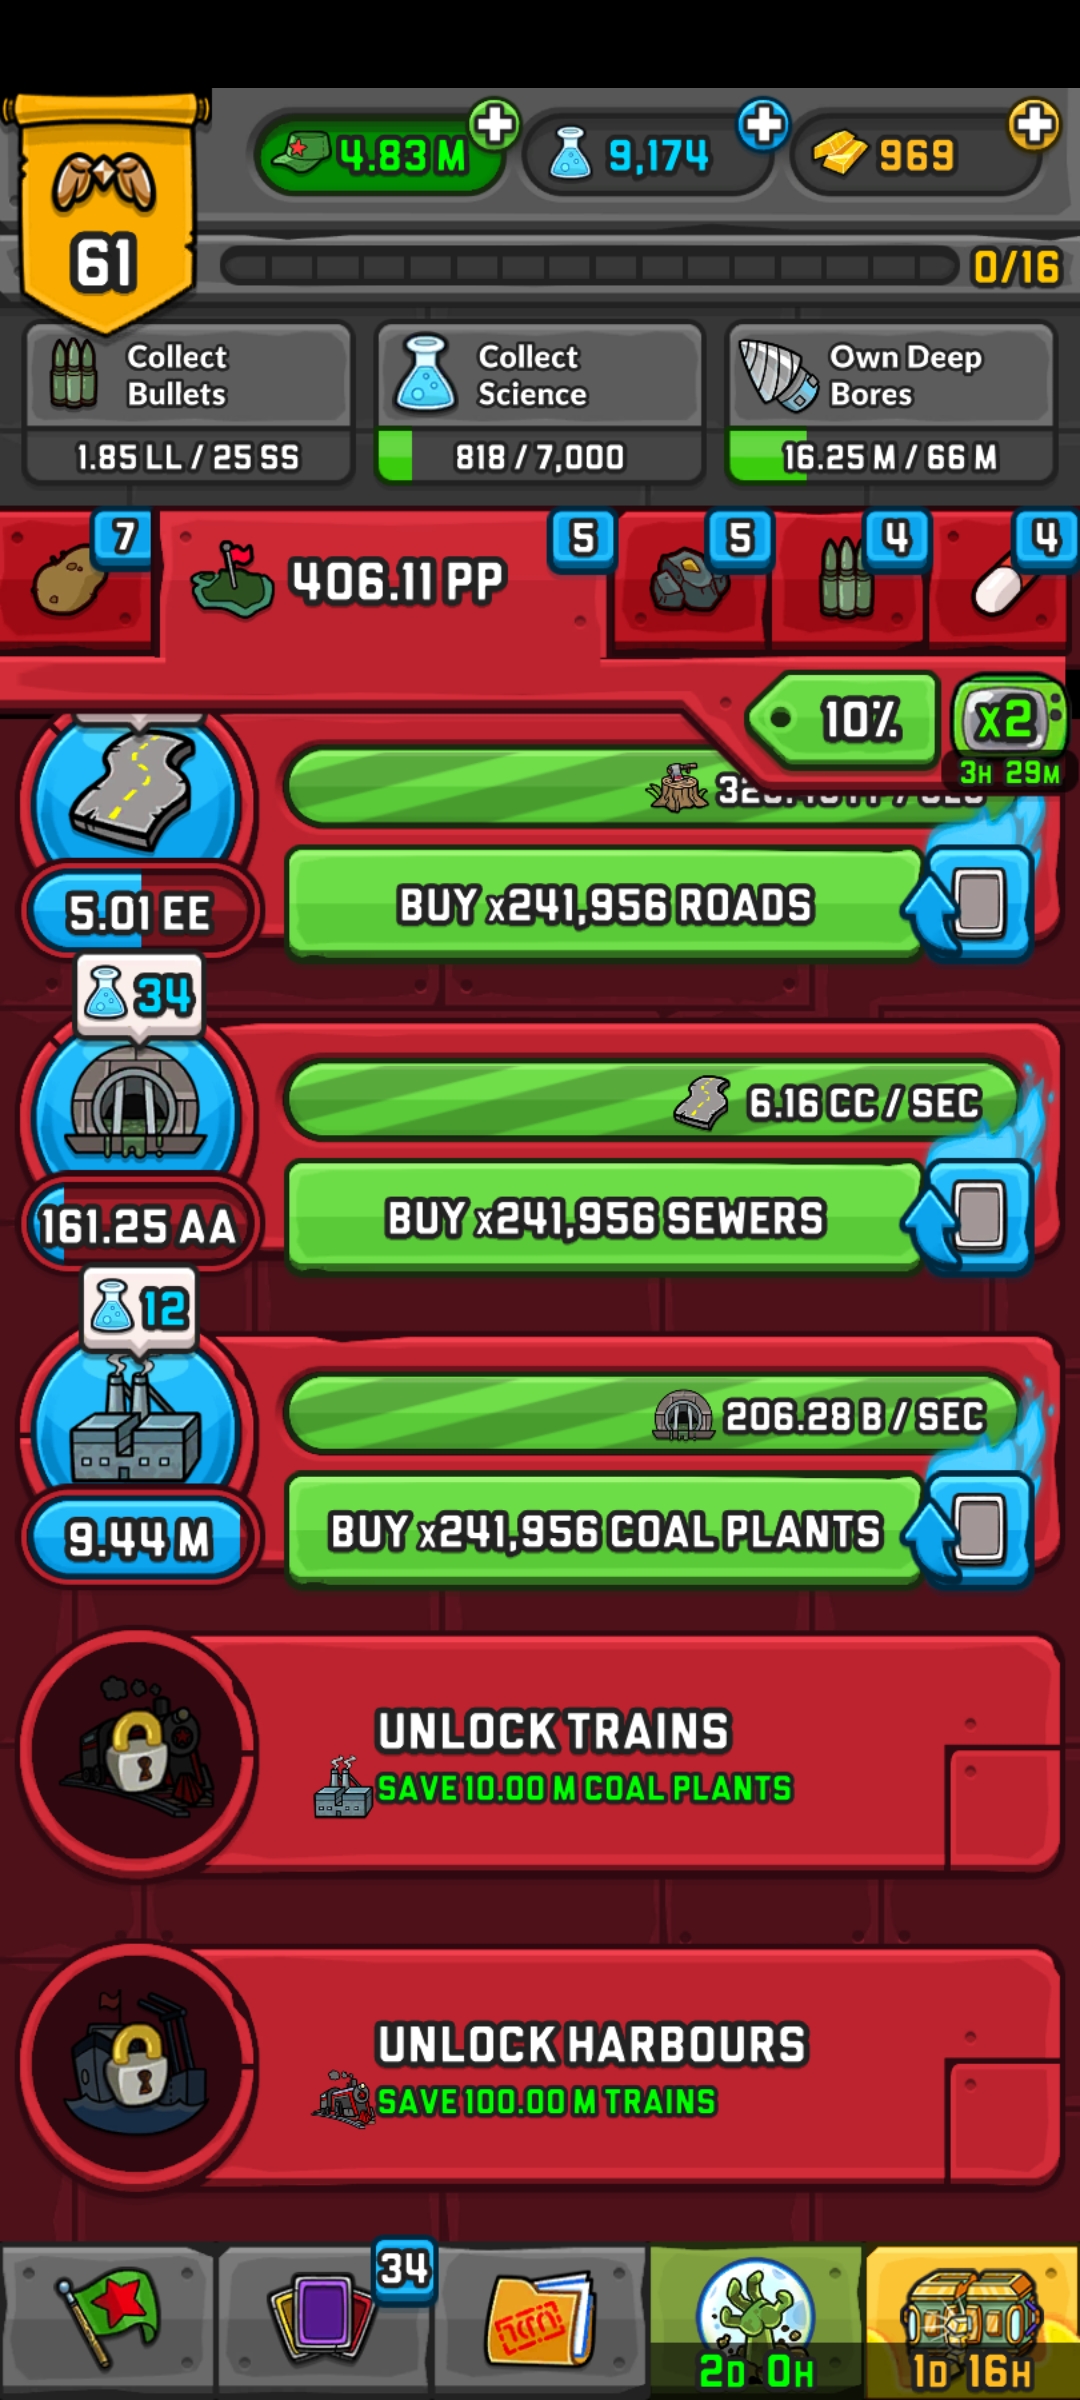 4.83 M
9,174
969
61
0/16
Collect
Bullets
1.85 LL / 25 SS
Collect
Science
818 / 7,000
Own Deep
Bores
16.25 M / 66 M
7
406.11 PP
5
5
4
4
10%
x2
3H 29M
5.01 EE
BUY x241,956 ROADS
34
6.16 CC / SEC
161.25 AA
BUY x241,956 SEWERS
12
206.28 B / SEC
9.44 M
BUY x241,956 COAL PLANTS
UNLOCK TRAINS
SAVE 10.00 M COAL PLANTS
UNLOCK HARBOURS
SAVE 100.00 M TRAINS
34
2D 0H
1D 16H